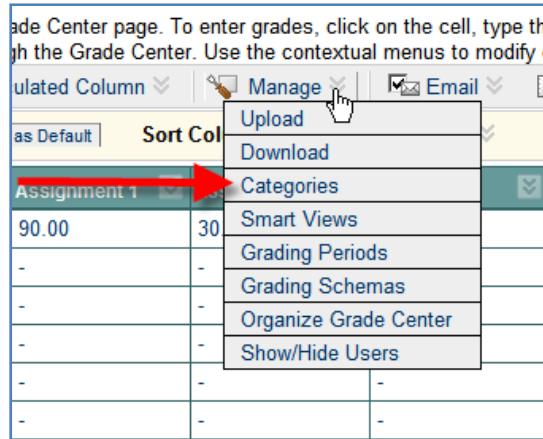 ade Center page. To enter grades, click on the cell, type th
gh the Grade Center. Use the contextual menus to modify
ulated Column Manage Email
as Default Sort Col
Upload
Download
Categories
Smart Views
Grading Periods
Grading Schemas
Organize Grade Center
Show/Hide Users
Assignment 1
90.00 30.
- -
- -
- -
- - -
- - -